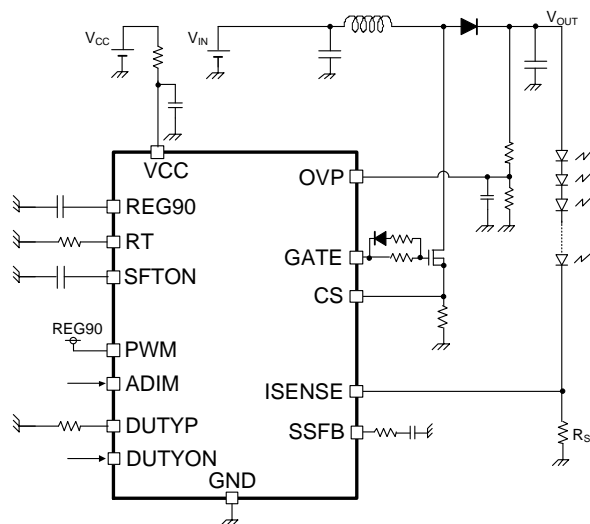 VCC
VIN
VOUT
VCC
OVP
REG90
RT
GATE
SFTON
CS
REG90
PWM
ADIM
ISENSE
DUTYP
SSFB
RS
DUTYON
GND